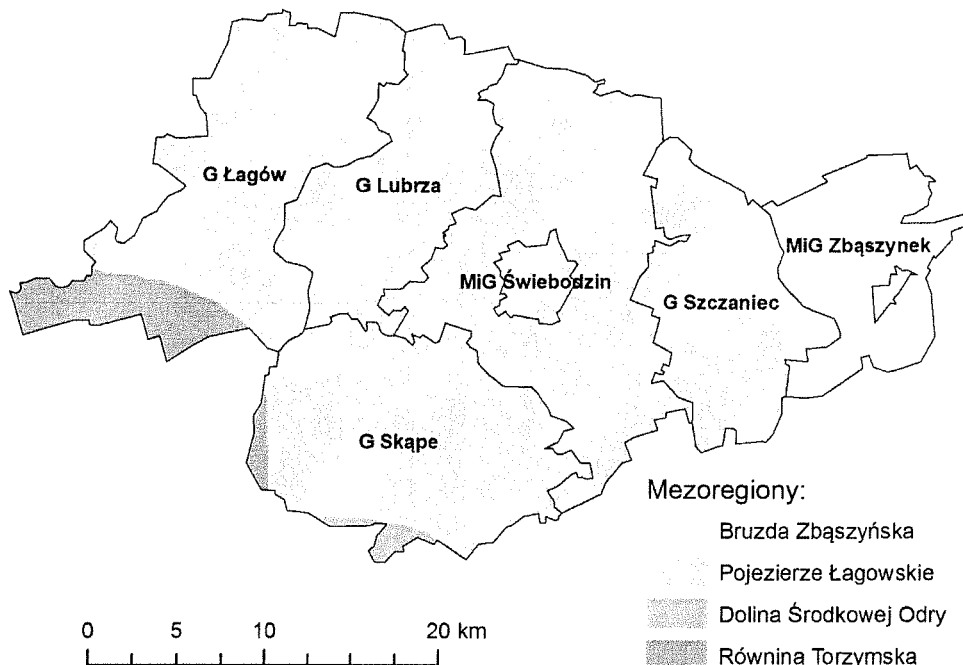 G Łagów
G Lubrza
MiG Zbąszynek
MiG Świebodzin
G Szczaniec
G Skąpe
Mezoregiony:
Bruzda Zbąszyńska
Pojezierze Łagowskie
Dolina Środkowej Odry
Równina Torzymska
0 5 10 20 km